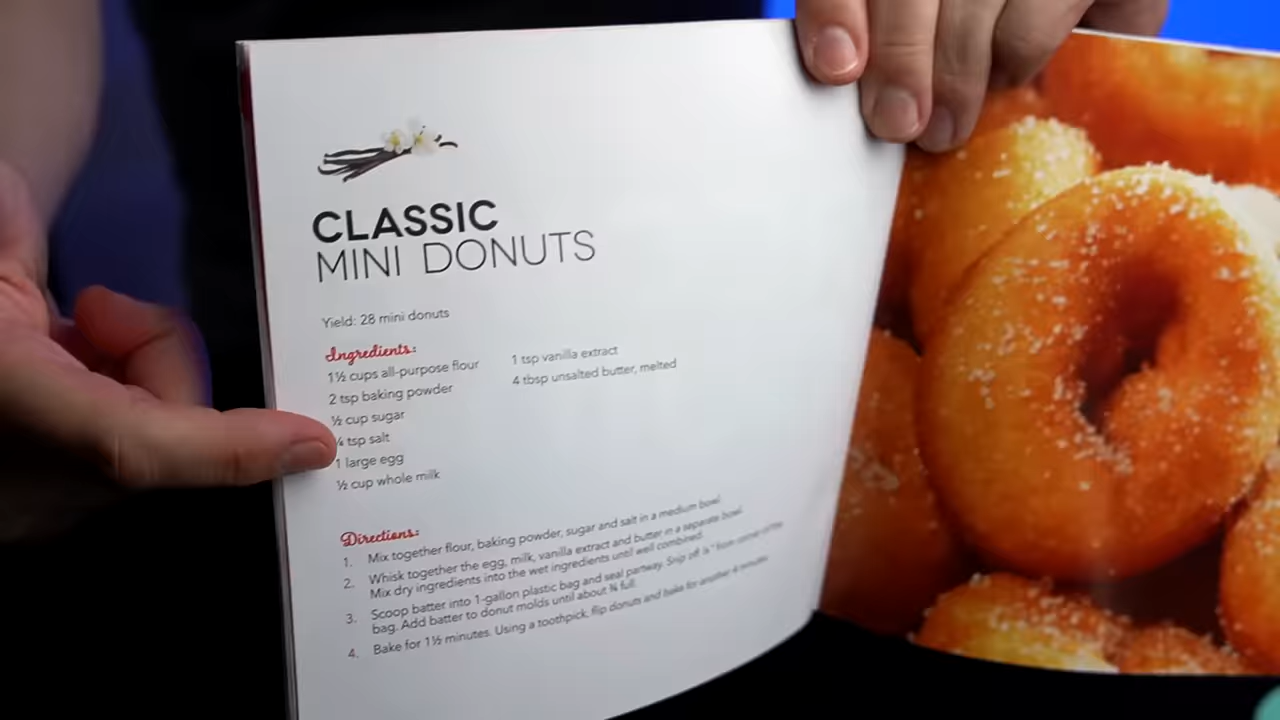 CLASSIC
MINI DONUTS
Yield: 28 mini donuts
Ingredients:
1½ cups all-purpose flour
2 tsp baking powder
½ cup sugar
¼ tsp salt
1 large egg
½ cup whole milk
1 tsp vanilla extract
4 tbsp unsalted butter, melted
Directions:
1. Mix together flour, baking powder, sugar and salt in a medium bowl.
2. Whisk together the egg, milk, vanilla extract and butter in a separate bowl.
Mix dry ingredients into the wet ingredients until well combined.
3. Scoop batter into 1-gallon plastic bag and seal partway. Snip off from corner of the
bag. Add batter to donut molds until about ¾ full.
4. Bake for 1½ minutes. Using a toothpick, flip donuts and bake for another 4 minutes.